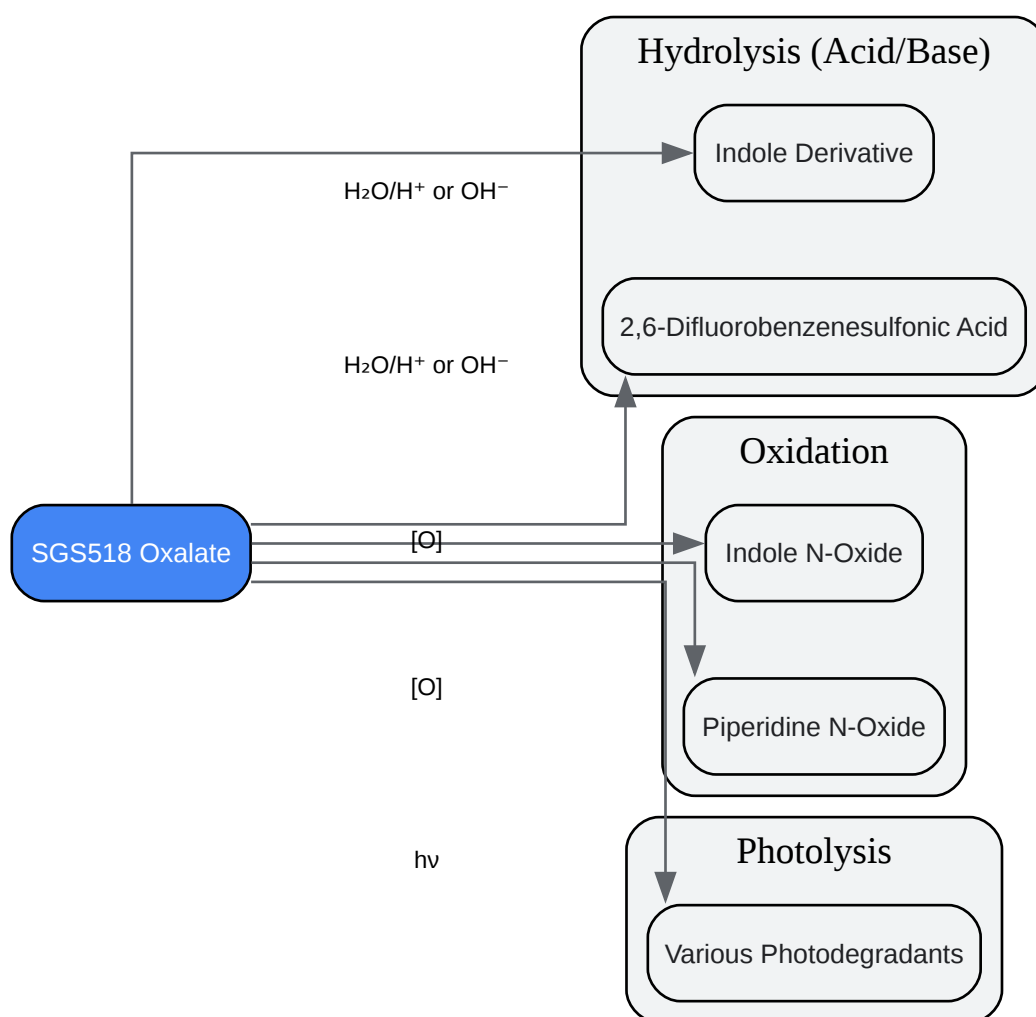 Hydrolysis (Acid/Base)
Indole Derivative
H₂O/H⁺ or OH⁻
2,6-Difluorobenzenesulfonic Acid
H₂O/H⁺ or OH⁻
Oxidation
SGS518 Oxalate
[O]
Indole N-Oxide
[O]
Piperidine N-Oxide
Photolysis
hν
Various Photodegradants